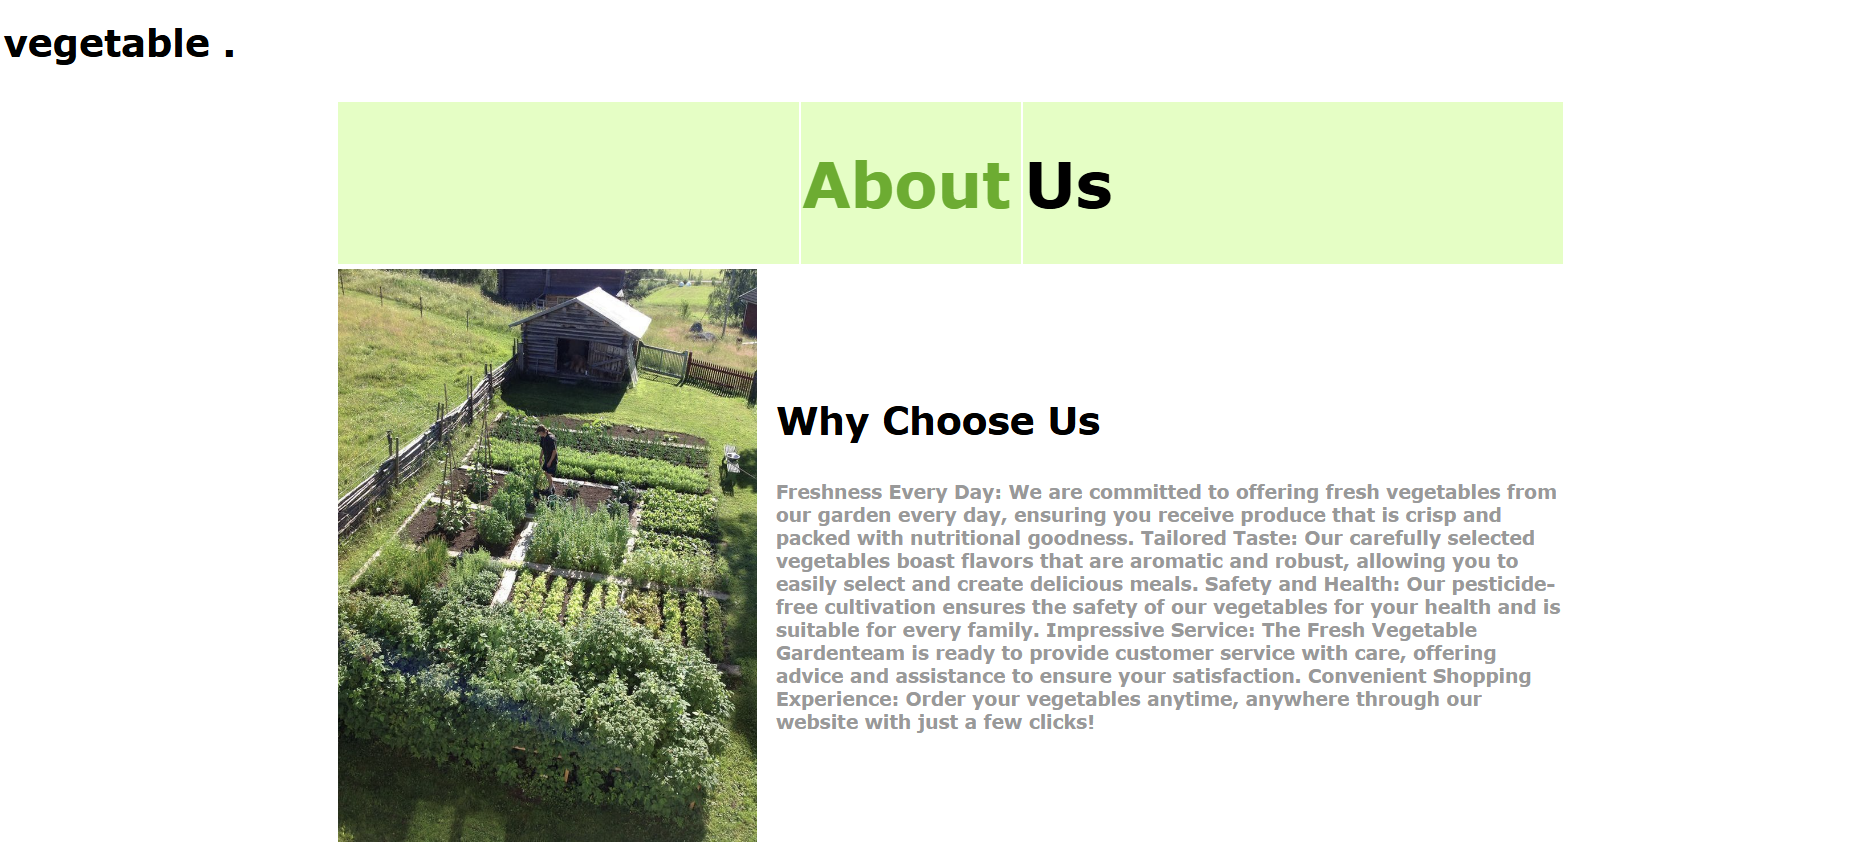 vegetable .
About Us
Why Choose Us
Freshness Every Day: We are committed to offering fresh vegetables from
our garden every day, ensuring you receive produce that is crisp and
packed with nutritional goodness. Tailored Taste: Our carefully selected
vegetables boast flavors that are aromatic and robust, allowing you to
easily select and create delicious meals. Safety and Health: Our pesticide-
free cultivation ensures the safety of our vegetables for your health and is
suitable for every family. Impressive Service: The Fresh Vegetable
Gardenteam is ready to provide customer service with care, offering
advice and assistance to ensure your satisfaction. Convenient Shopping
Experience: Order your vegetables anytime, anywhere through our
website with just a few clicks!